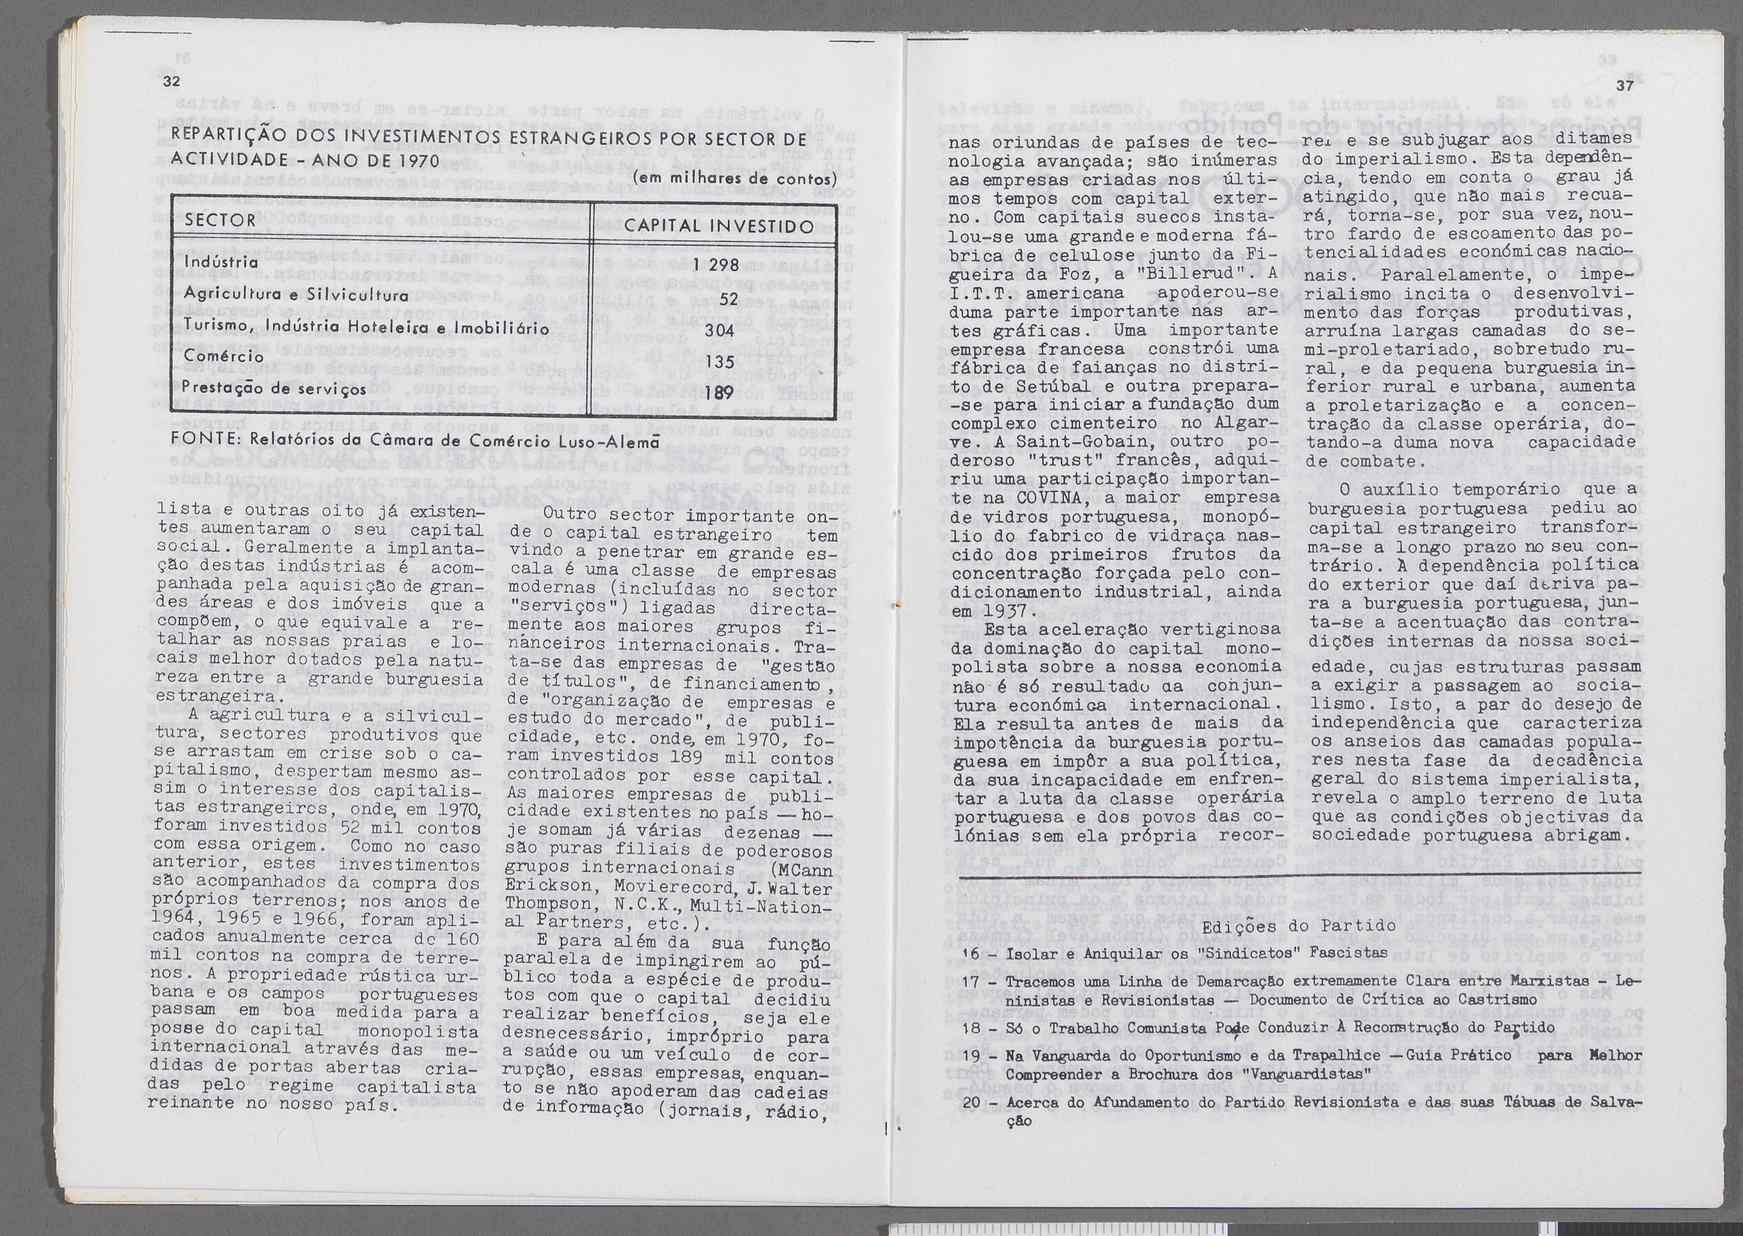 32
REPARTIÇÃO DOS INVESTIMENTOS ESTRANGEIROS POR SECTOR DE
ACTIVIDADE - ANO DE 1970
(em milhares de contos)
SECTOR CAPITAL INVESTIDO
Indústria 1 298
Agricultura e Silvicultura 52
Turismo, Indústria Hoteleira e Imobiliário 304
Comércio 135
Prestação de serviços 189
FONTE: Relatórios da Câmara de Comércio Luso-Alemã
lista e outras oito já existen-
tes aumentaram o seu capital
social. Geralmente a implanta-
ção destas indústrias é acom-
panhada pela aquisição de gran-
des áreas e dos imóveis que a
compõem, o que equivale a re-
talhar as nossas praias e lo-
cais melhor dotados pela natu-
reza entre a grande burguesia
estrangeira.
A agricultura e a silvicul-
tura, sectores produtivos que
se arrastam em crise sob o ca-
pitalismo, despertam mesmo as-
sim o interesse dos capitalis-
tas estrangeiros, onde, em 1970,
foram investidos 52 mil contos
com essa origem. Como no caso
anterior, estes investimentos
são acompanhados da compra dos
próprios terrenos; nos anos de
1964, 1965 e 1966, foram apli-
cados anualmente cerca de 160
mil contos na compra de terre-
nos. A propriedade rústica ur-
bana e os campos portugueses
passam em boa medida para a
posse do capital monopolista
internacional através das me-
didas de portas abertas cria-
das pelo regime capitalista
reinante no nosso país.
Outro sector importante on-
de o capital estrangeiro tem
vindo a penetrar em grande es-
cala é uma classe de empresas
modernas (incluídas no sector
"serviços") ligadas directa-
mente aos maiores grupos fi-
nanceiros internacionais. Tra-
ta-se das empresas de "gestão
de títulos", de financiamento,
de "organização de empresas e
estudo do mercado", de publi-
cidade, etc. onde, em 1970, fo-
ram investidos 189 mil contos
controlados por esse capital.
As maiores empresas de publi-
cidade existentes no país — ho-
je somam já várias dezenas —
são puras filiais de poderosos
grupos internacionais (MCann
Erickson, Movierecord, J. Walter
Thompson, N.C.K., Multi-Nation-
al Partners, etc.).
E para além da sua função
paralela de impingirem ao pú-
blico toda a espécie de produ-
tos com que o capital decidiu
realizar benefícios, seja ele
desnecessário, impróprio para
a saúde ou um veículo de cor-
rupção, essas empresas, enquan-
to se não apoderam das cadeias
de informação (jornais, rádio,
37
nas oriundas de países de tec-
nologia avançada; são inúmeras
as empresas criadas nos últi-
mos tempos com capital exter-
no. Com capitais suecos insta-
lou-se uma grande e moderna fá-
brica de celulose junto da Fi-
gueira da Foz, a "Billerud". A
I.T.T. americana apoderou-se
duma parte importante nas ar-
tes gráficas. Uma importante
empresa francesa constrói uma
fábrica de faianças no distri-
to de Setúbal e outra prepara-
-se para iniciar a fundação dum
complexo cimenteiro no Algar-
ve. A Saint-Gobain, outro po-
deroso "trust" francês, adqui-
riu uma participação importan-
te na COVINA, a maior empresa
de vidros portuguesa, monopó-
lio do fabrico de vidraça nas-
cido dos primeiros frutos da
concentração forçada pelo con-
dicionamento industrial, ainda
em 1937.
Esta aceleração vertiginosa
da dominação do capital mono-
polista sobre a nossa economia
não é só resultado da conjun-
tura económica internacional.
Ela resulta antes de mais da
impotência da burguesia portu-
guesa em impôr a sua política,
da sua incapacidade em enfren-
tar a luta da classe operária
portuguesa e dos povos das co-
lónias sem ela própria recor-
rer e se subjugar aos ditames
do imperialismo. Esta dependên-
cia, tendo em conta o grau já
atingido, que não mais recua-
rá, torna-se, por sua vez, nou-
tro fardo de escoamento das po-
tencialidades económicas nacio-
nais. Paralelamente, o impe-
rialismo incita o desenvolvi-
mento das forças produtivas,
arruína largas camadas do se-
mi-proletariado, sobretudo ru-
ral, e da pequena burguesia in-
ferior rural e urbana, aumenta
a proletarização e a concen-
tração da classe operária, do-
tando-a duma nova capacidade
de combate.
O auxílio temporário que a
burguesia portuguesa pediu ao
capital estrangeiro transfor-
ma-se a longo prazo no seu con-
trário. A dependência política
do exterior que daí deriva pa-
ra a burguesia portuguesa, jun-
ta-se a acentuação das contra-
dições internas da nossa soci-
edade, cujas estruturas passam
a exigir a passagem ao socia-
lismo. Isto, a par do desejo de
independência que caracteriza
os anseios das camadas popula-
res nesta fase da decadência
geral do sistema imperialista,
revela o amplo terreno de luta
que as condições objectivas da
sociedade portuguesa abrigam.
Edições do Partido
16 - Isolar e Aniquilar os "Sindicatos" Fascistas
17 - Tracemos uma Linha de Demarcação extremamente Clara entre Marxistas - Le-
ninistas e Revisionistas — Documento de Crítica ao Castrismo
18 - Só o Trabalho Comunista Pode Conduzir À Reconstrução do Partido
19 - Na Vanguarda do Oportunismo e da Trapalhice — Guia Prático para Melhor
Compreender a Brochura dos "Vanguardistas"
20 - Acerca do Afundamento do Partido Revisionista e das suas Tábuas de Salva-
ção